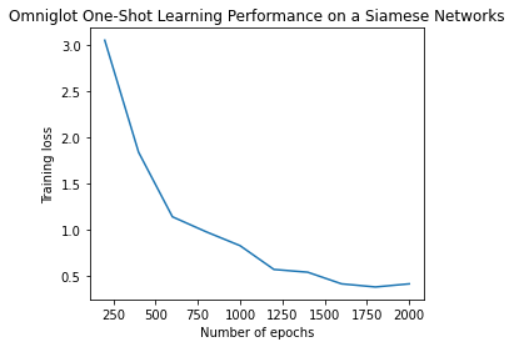 Omniglot One-Shot Learning Performance on a Siamese Networks
3.0
2.5
2.0
1.5
1.0
0.5
Training loss
250 500 750 1000 1250 1500 1750 2000
Number of epochs